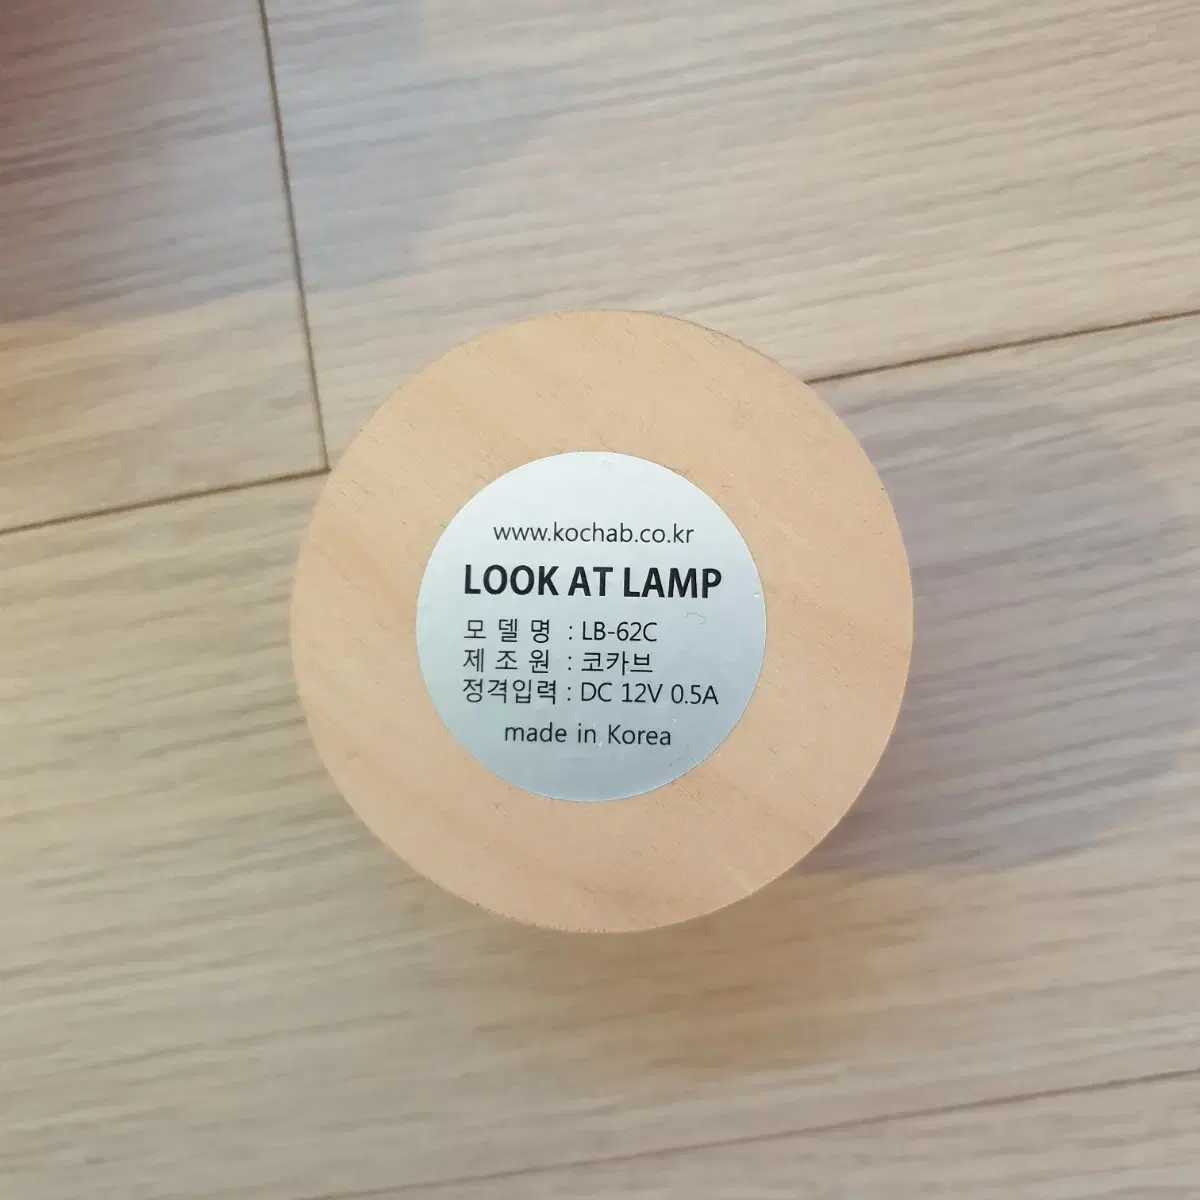 www.kochab.co.kr
LOOK AT LAMP
모 델 명 : LB-62C
제 조 원 : 코카브
정격입력 : DC 12V 0.5A
made in Korea